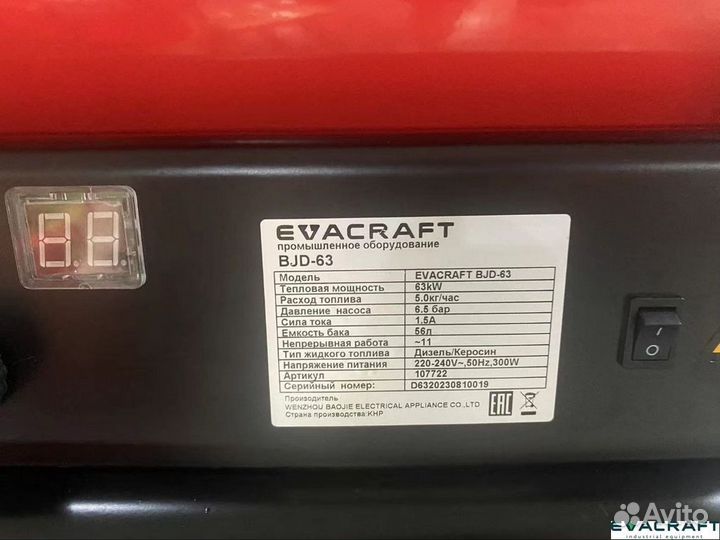 EVACRAFT
промышленное оборудование
BJD-63
Модель EVACRAFT BJD-63
Тепловая мощность 63kW
Расход топлива 5.0кг/час
Давление насоса 6.5 бар
Сила тока 1.5A
Емкость бака 56л
Непрерывная работа ~11
Тип жидкого топлива Дизель/Керосин
Напряжение питания 220-240V~,50Hz,300W
Артикул 107722
Серийный номер: D6320230810019
Производитель
WENZHOU BAOJIE ELECTRICAL APPLIANCE CO.,LTD
Страна производства:КНР
EAC
I
O
Avito
EVACRAFT
industrial equipment